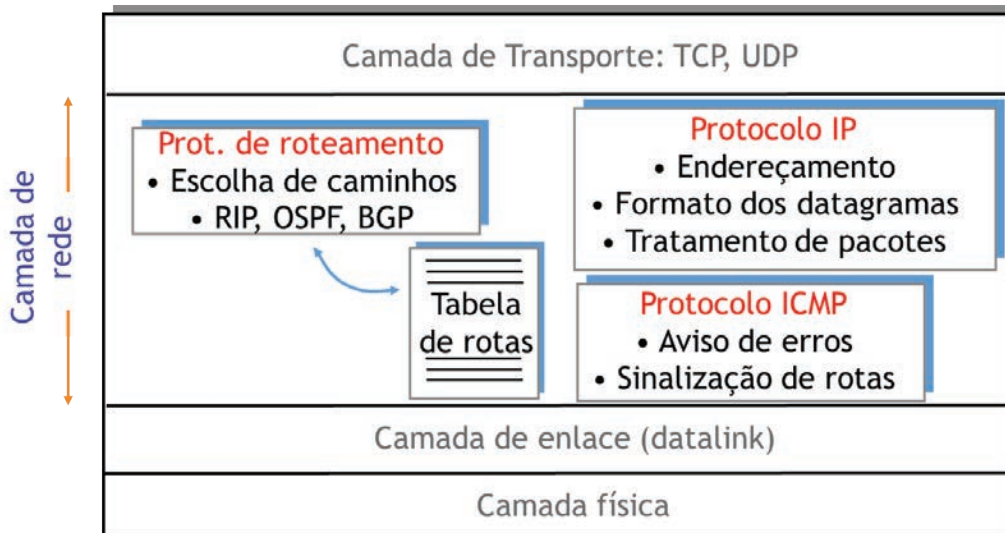 Camada de Transporte: TCP, UDP
Camada de
rede
Prot. de roteamento
• Escolha de caminhos
• RIP, OSPF, BGP
Tabela
de rotas
Protocolo IP
• Endereçamento
• Formato dos datagramas
• Tratamento de pacotes
Protocolo ICMP
• Aviso de erros
• Sinalização de rotas
Camada de enlace (datalink)
Camada física